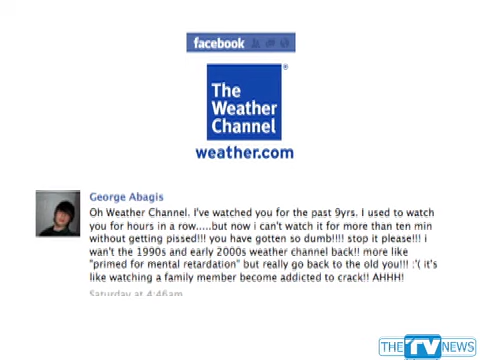 facebook
The
Weather
Channel
®
weather.com
George Abagis
Oh Weather Channel. I've watched you for the past 9yrs. I used to watch
you for hours in a row.....but now i can't watch it for more than ten min
without getting pissed!!! you have gotten so dumb!!!! stop it please!!! i
wan't the 1990s and early 2000s weather channel back!! more like
"primed for mental retardation" but really go back to the old you!!! :'( it's
like watching a family member become addicted to crack!! AHHH!
Saturday at 4:46am
THE TV NEWS